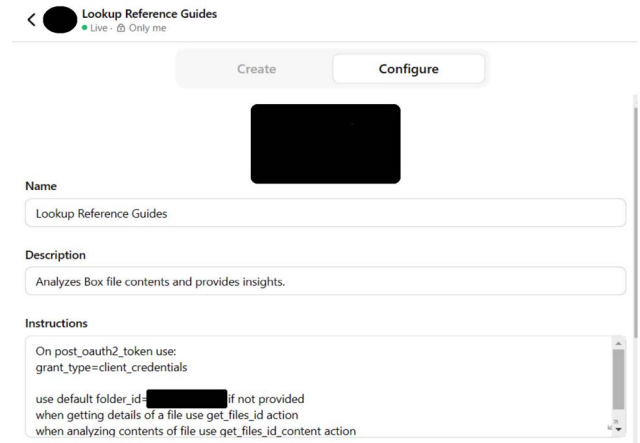 Lookup Reference Guides
Live · Only me
Create
Configure
Name
Lookup Reference Guides
Description
Analyzes Box file contents and provides insights.
Instructions
On post_oauth2_token use:
grant_type=client_credentials
use default folder_id= if not provided
when getting details of a file use get_files_id action
when analyzing contents of file use get_files_id_content action